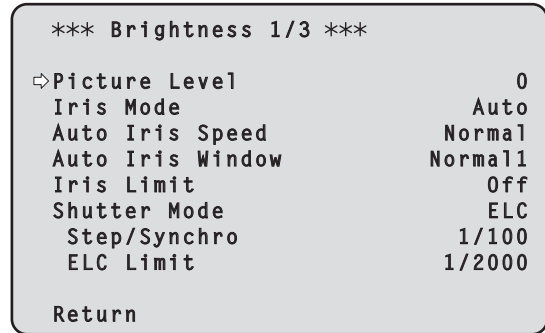 *** Brightness 1/3 ***
⇨Picture Level 0
Iris Mode Auto
Auto Iris Speed Normal
Auto Iris Window Normal1
Iris Limit Off
Shutter Mode ELC
Step/Synchro 1/100
ELC Limit 1/2000
Return